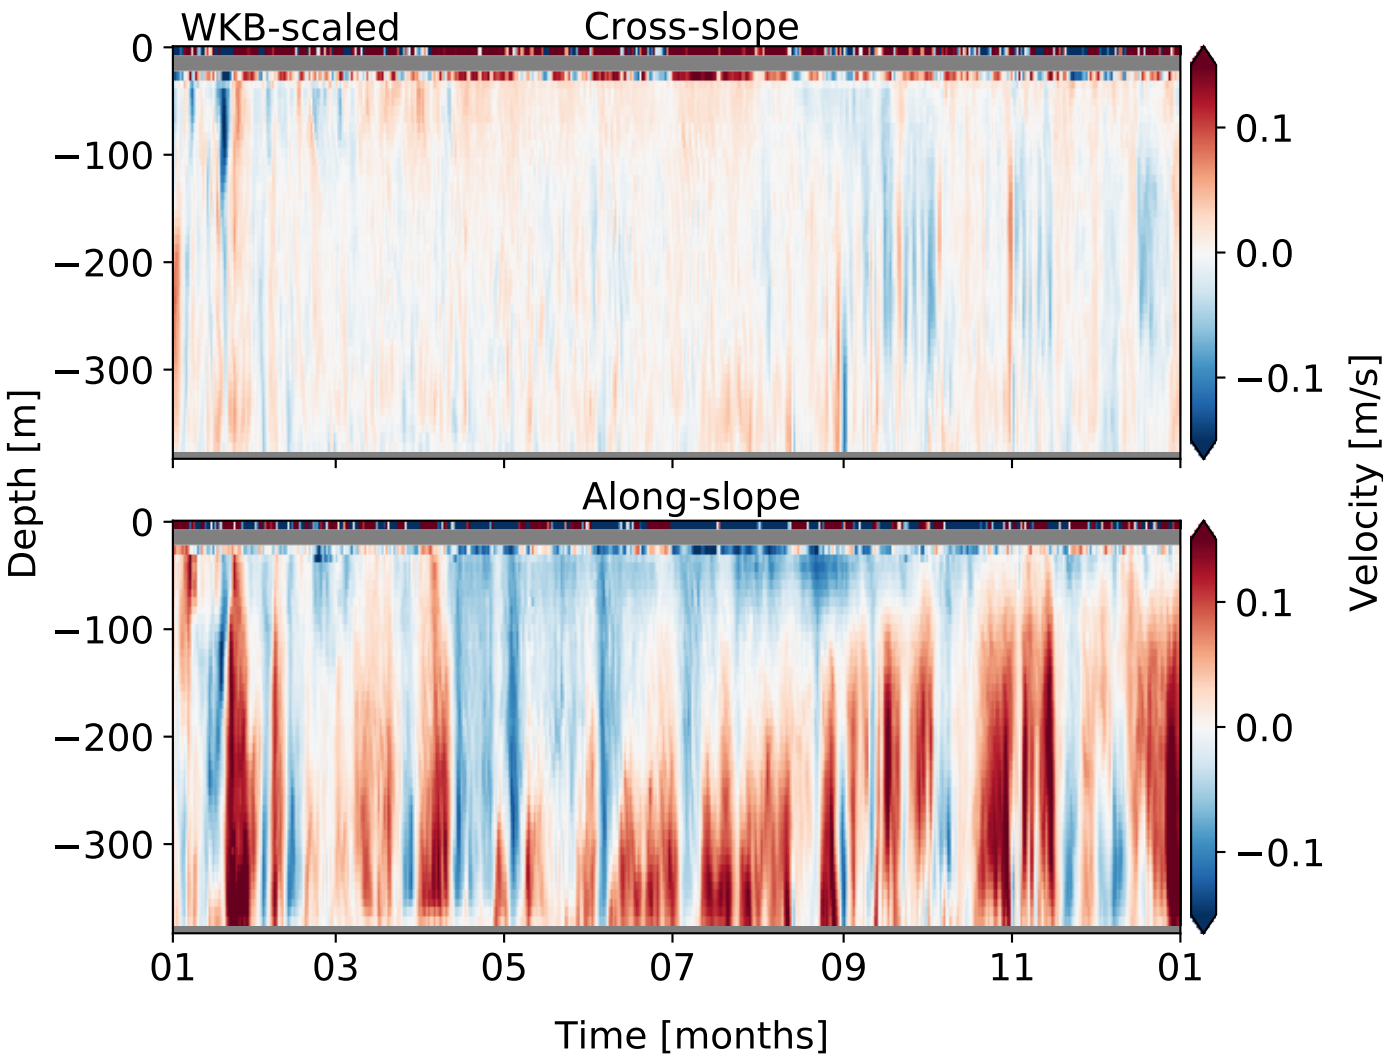 WKB-scaled Cross-slope
0
−100
−200
−300
0.1
0.0
−0.1
Depth [m]
Velocity [m/s]
Along-slope
0
−100
−200
−300
0.1
0.0
−0.1
01 03 05 07 09 11 01
Time [months]